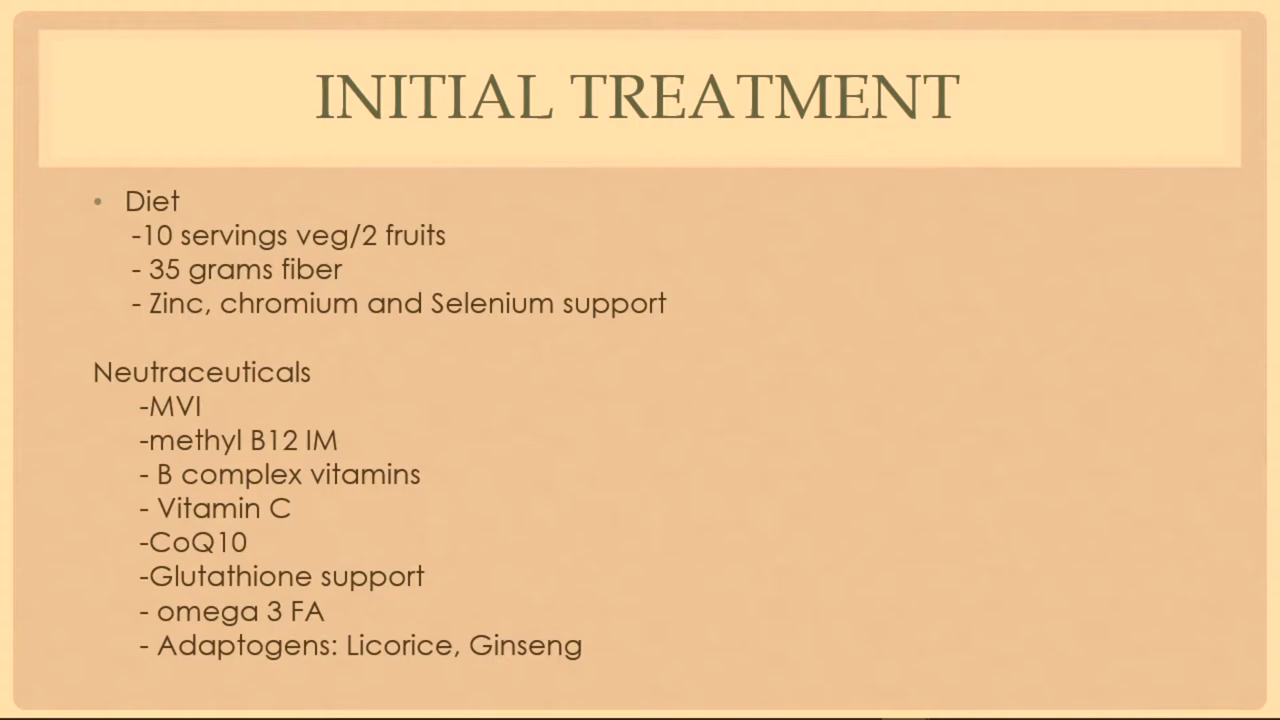 INITIAL TREATMENT
• Diet
-10 servings veg/2 fruits
- 35 grams fiber
- Zinc, chromium and Selenium support
Neutraceuticals
-MVI
-methyl B12 IM
- B complex vitamins
- Vitamin C
-CoQ10
-Glutathione support
- omega 3 FA
- Adaptogens: Licorice, Ginseng